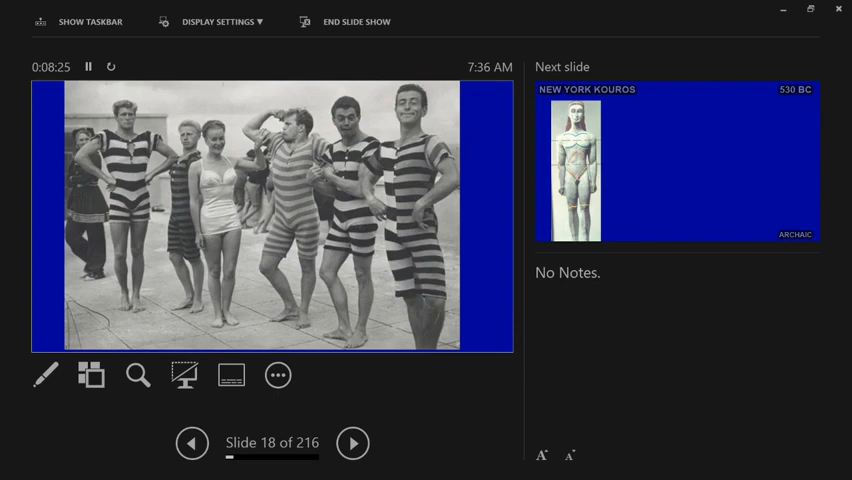 SHOW TASKBAR
DISPLAY SETTINGS ▼
END SLIDE SHOW
0:08:25
7:36 AM
Next slide
NEW YORK KOUROS
530 BC
ARCHAIC
No Notes.
Slide 18 of 216
A
A